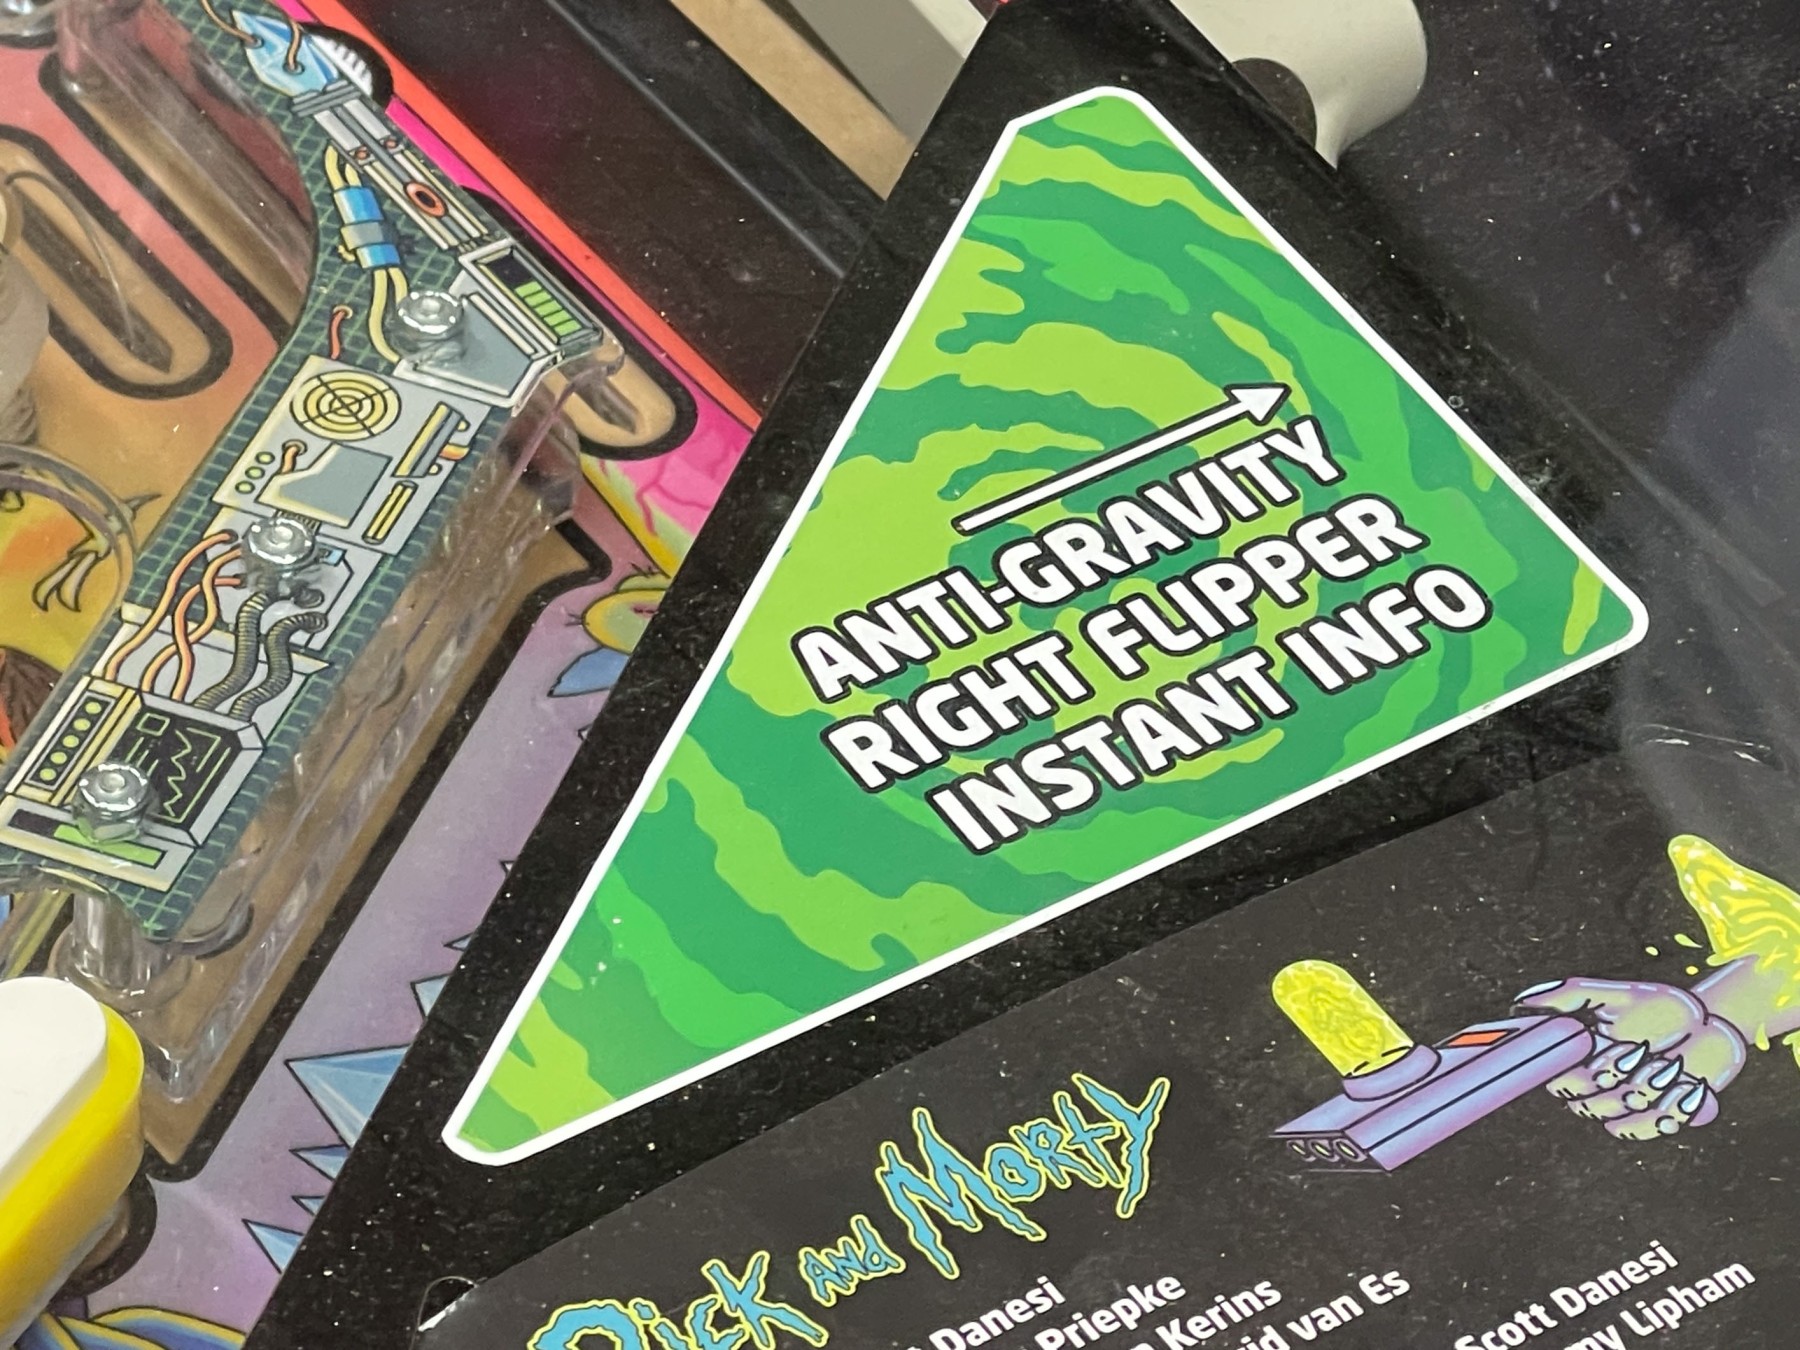 ANTI-GRAVITY
RIGHT FLIPPER
INSTANT INFO
RICK AND MORTY
Danesi
Priepke
Kerins
van Es
Scott Danesi
Lipham